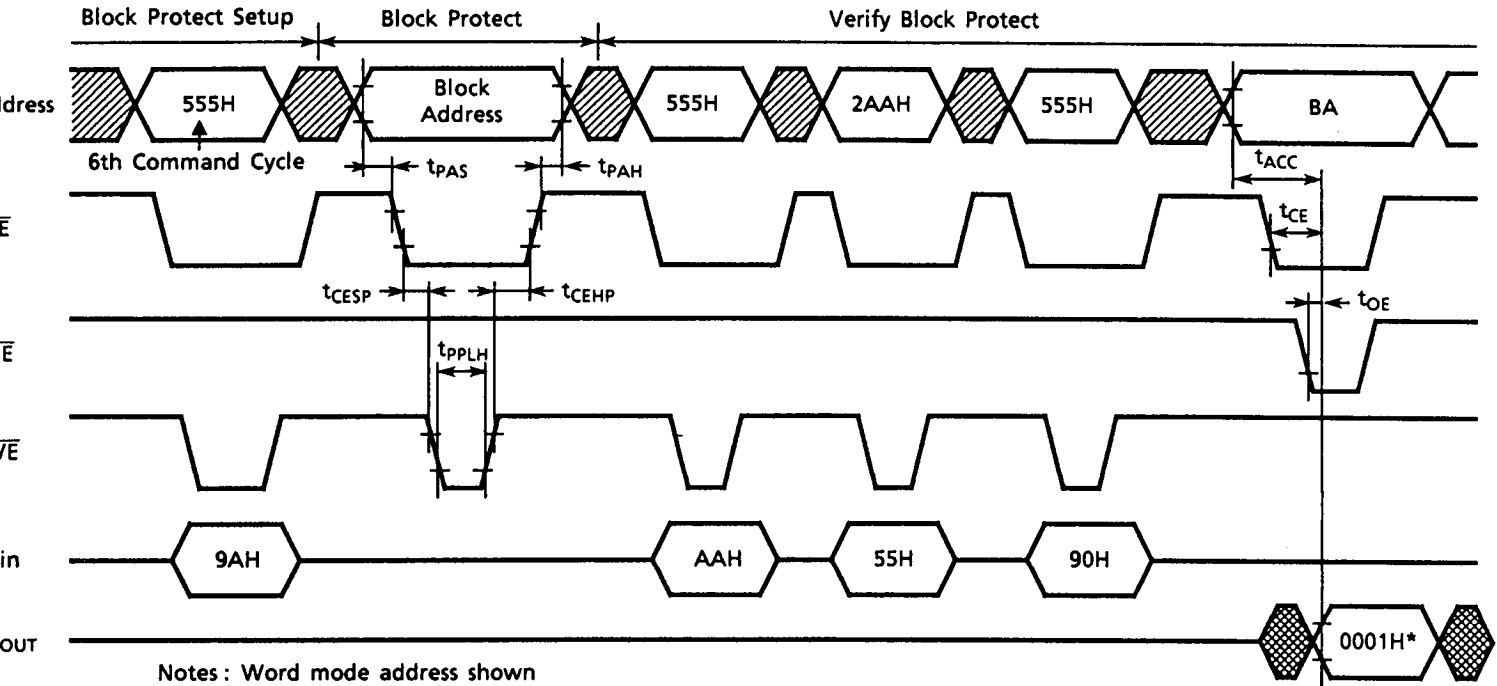 Block Protect Setup
Block Protect
Verify Block Protect
ddress
555H
Block
Address
555H
2AAH
555H
BA
6th Command Cycle
tPAS
tPAH
tACC
E
tCE
tCESP
tCEHP
tOE
E
tPPLH
VE
in
9AH
AAH
55H
90H
OUT
0001H*
Notes : Word mode address shown